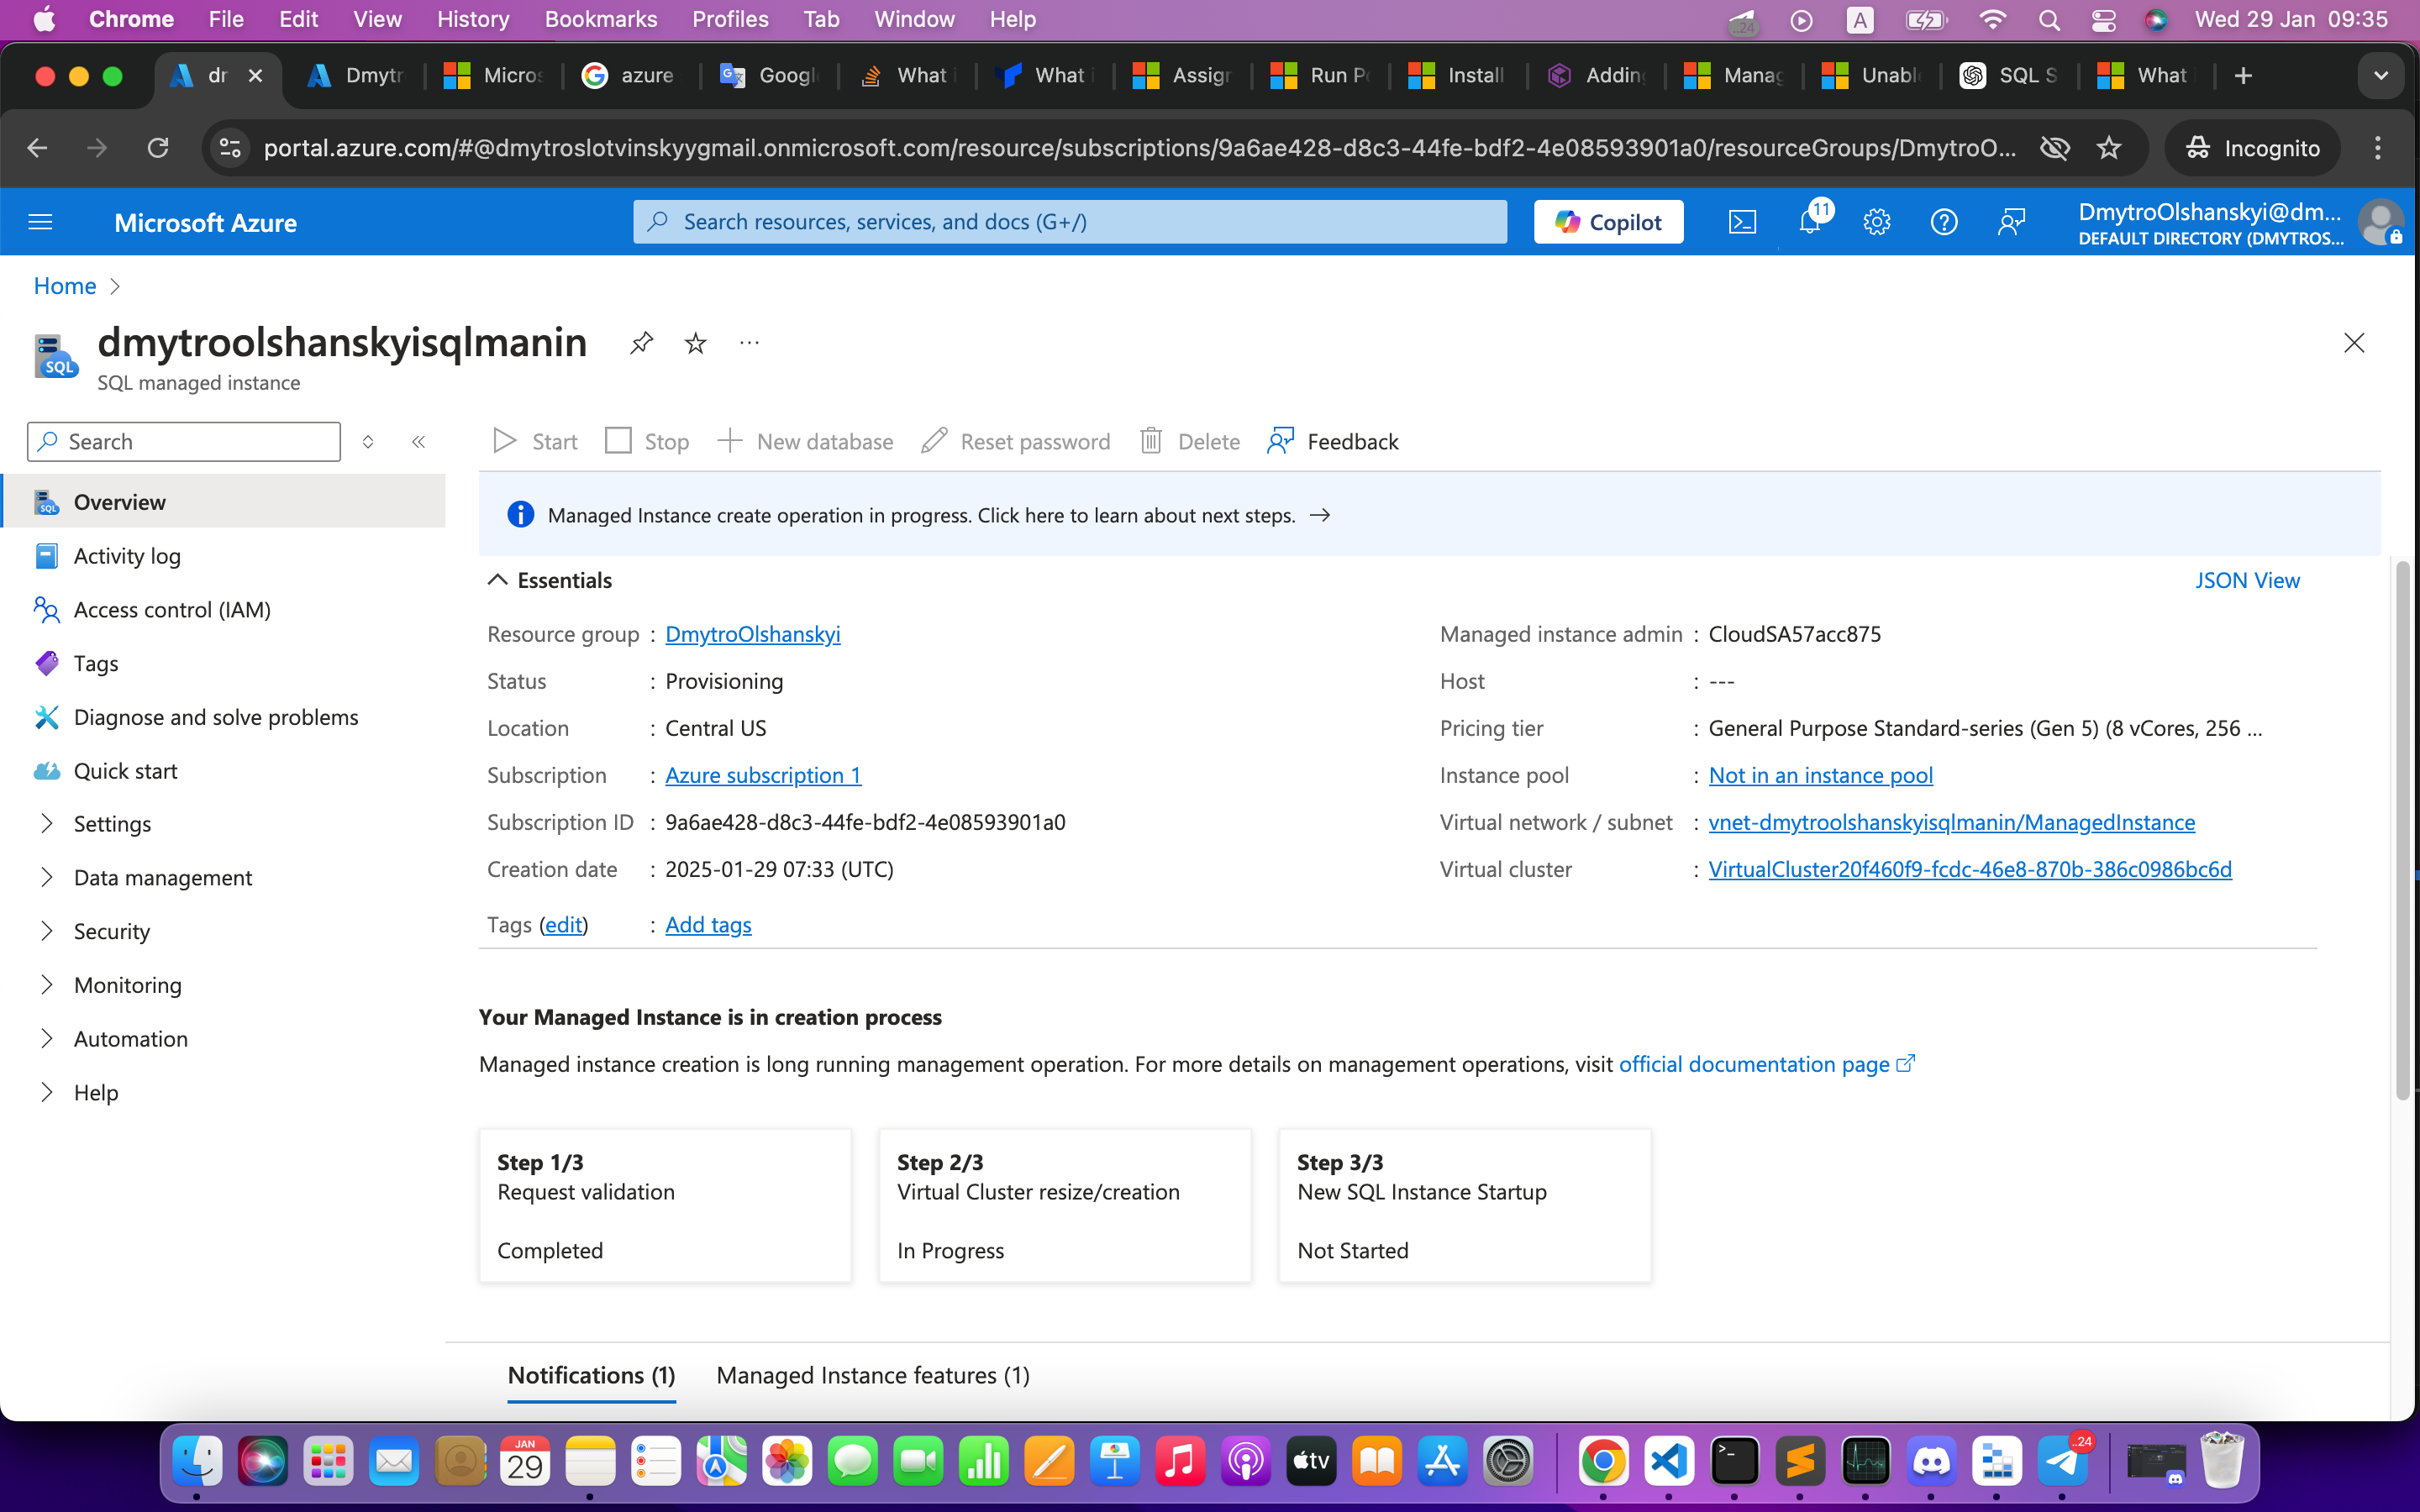 Chrome File Edit View History Bookmarks Profiles Tab Window Help A Wed 29 Jan 09:35
dr Dmytr Micros azure Google What i What i Assign Run Po Install Adding Manag Unable SQL S What
portal.azure.com/#@dmytroslotvinskyygmail.onmicrosoft.com/resource/subscriptions/9a6ae428-d8c3-44fe-bdf2-4e08593901a0/resourceGroups/DmytroO... Incognito
Microsoft Azure
Search resources, services, and docs (G+/)
Copilot
11
DmytroOlshanskyi@dm...
DEFAULT DIRECTORY (DMYTROS...
Home
dmytroolshanskyisqlmanin
SQL managed instance
Search
Start Stop New database Reset password Delete Feedback
Managed Instance create operation in progress. Click here to learn about next steps.
Overview
Activity log
Access control (IAM)
Tags
Diagnose and solve problems
Quick start
Settings
Data management
Security
Monitoring
Automation
Help
Essentials
JSON View
Resource group : DmytroOlshanskyi
Status : Provisioning
Location : Central US
Subscription : Azure subscription 1
Subscription ID : 9a6ae428-d8c3-44fe-bdf2-4e08593901a0
Creation date : 2025-01-29 07:33 (UTC)
Tags (edit) : Add tags
Managed instance admin : CloudSA57acc875
Host : ---
Pricing tier : General Purpose Standard-series (Gen 5) (8 vCores, 256 ...
Instance pool : Not in an instance pool
Virtual network / subnet : vnet-dmytroolshanskyisqlmanin/ManagedInstance
Virtual cluster : VirtualCluster20f460f9-fcdc-46e8-870b-386c0986bc6d
Your Managed Instance is in creation process
Managed instance creation is long running management operation. For more details on management operations, visit official documentation page
Step 1/3
Request validation
Completed
Step 2/3
Virtual Cluster resize/creation
In Progress
Step 3/3
New SQL Instance Startup
Not Started
Notifications (1) Managed Instance features (1)
JAN
29
tv
24